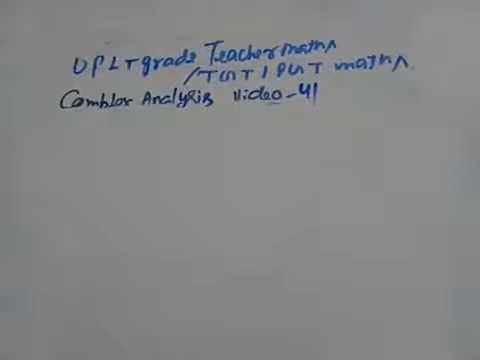 UP LT grade Teacher maths
/TGT/PGT maths
Complex Analysis Video-41